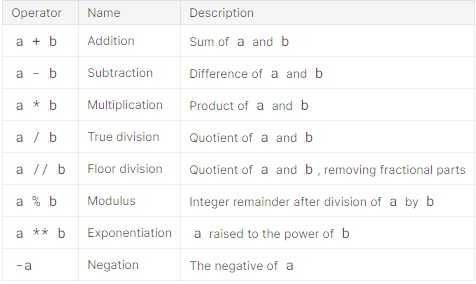 Operator Name Description
a + b Addition Sum of a and b
a - b Subtraction Difference of a and b
a * b Multiplication Product of a and b
a / b True division Quotient of a and b
a // b Floor division Quotient of a and b , removing fractional parts
a % b Modulus Integer remainder after division of a by b
a ** b Exponentiation a raised to the power of b
-a Negation The negative of a